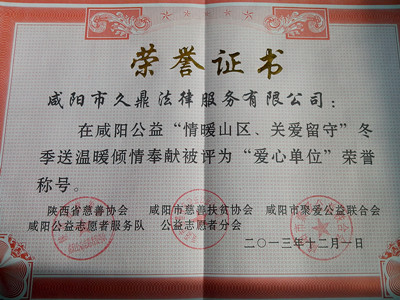 荣誉证书
咸阳市久鼎法律服务有限公司：
在咸阳公益“情暖山区、关爱留守”冬
季送温暖倾情奉献被评为“爱心单位”荣誉
称号。
陕西省慈善协会 咸阳市慈善扶贫协会 咸阳市聚爱公益联合会
咸阳公益志愿者服务队 公益志愿者分会
二〇一三年十二月一日